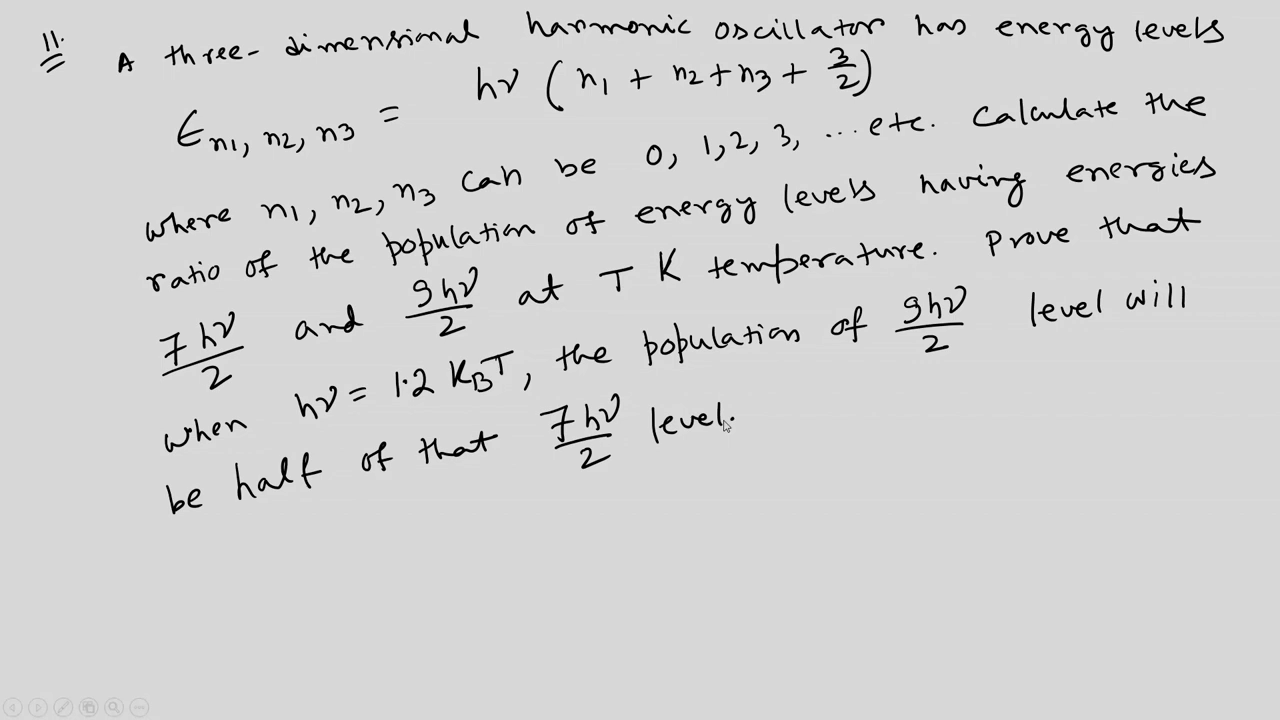 11. A three-dimensional harmonic oscillator has energy levels
ϵn1, n2, n3 = hν (n1 + n2 + n3 + 3/2)
where n1, n2, n3 can be 0, 1, 2, 3, ... etc. Calculate the
ratio of the population of energy levels having energies
7hν/2 and 9hν/2 at T K temperature. Prove that
when hν = 1.2 KBT, the population of 9hν/2 level will
be half of that 7hν/2 level.